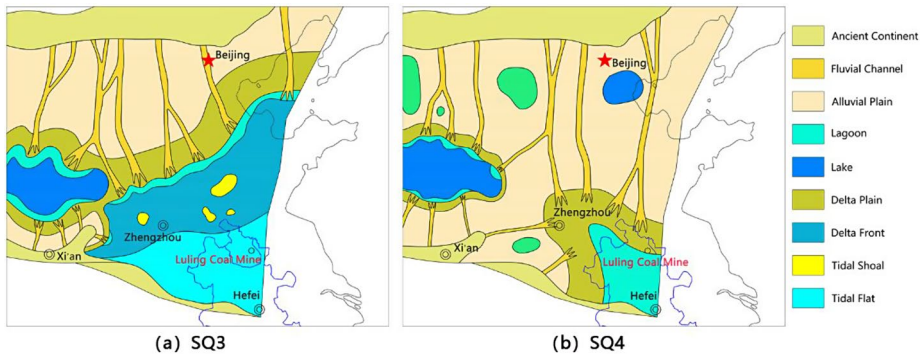 Beijing
Zhengzhou
Xi'an
Luling Coal Mine
Hefei
(a) SQ3
Beijing
Zhengzhou
Xi'an
Luling Coal Mine
Hefei
(b) SQ4
Ancient Continent
Fluvial Channel
Alluvial Plain
Lagoon
Lake
Delta Plain
Delta Front
Tidal Shoal
Tidal Flat